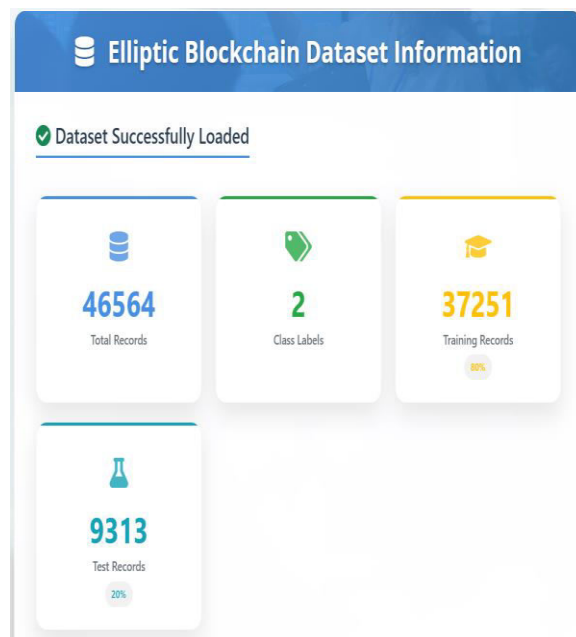 Elliptic Blockchain Dataset Information
Dataset Successfully Loaded
46564
Total Records
2
Class Labels
37251
Training Records
80%
9313
Test Records
20%